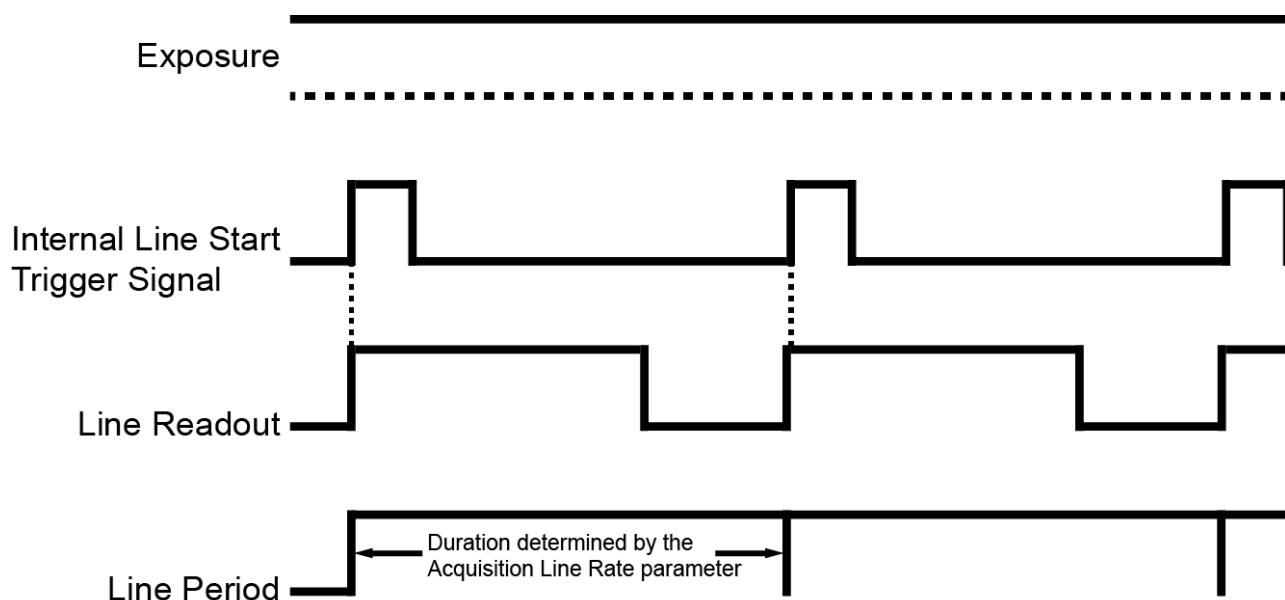 Exposure
Internal Line Start
Trigger Signal
Line Readout
Duration determined by the
Acquisition Line Rate parameter
Line Period